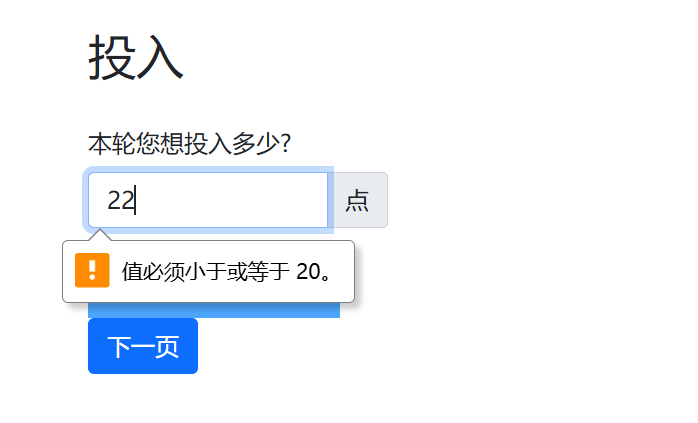 投入
本轮您想投入多少?
22 点
值必须小于或等于 20。
下一页